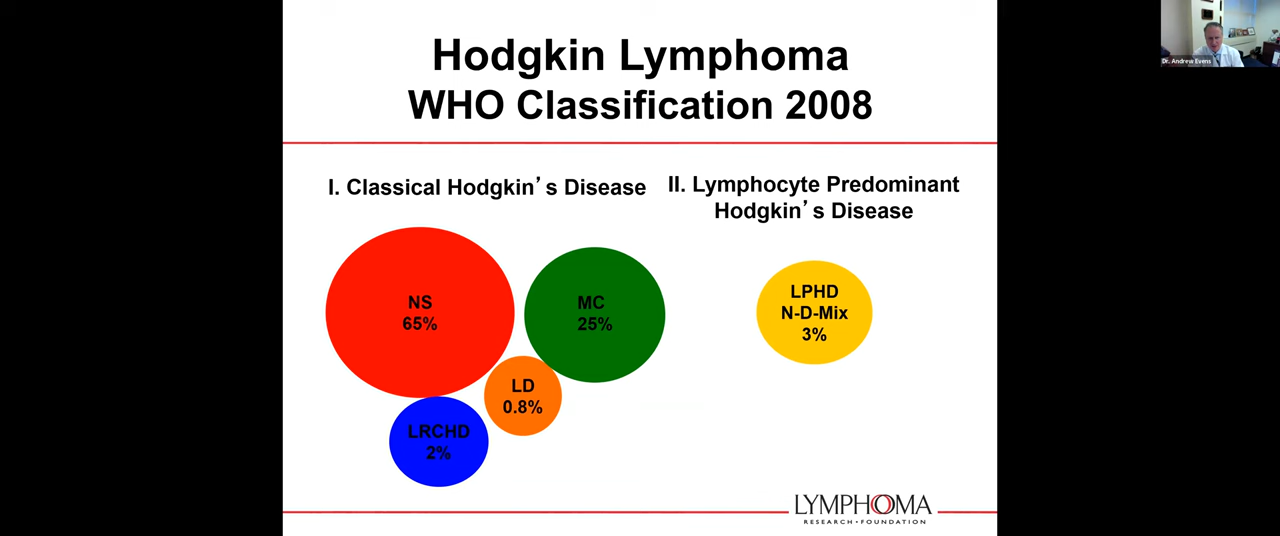 Hodgkin Lymphoma
WHO Classification 2008
I. Classical Hodgkin’s Disease
II. Lymphocyte Predominant
Hodgkin’s Disease
NS
65%
MC
25%
LD
0.8%
LRCHD
2%
LPHD
N-D-Mix
3%
LYMPHOMA
RESEARCH • FOUNDATION
Dr. Andrew Evens